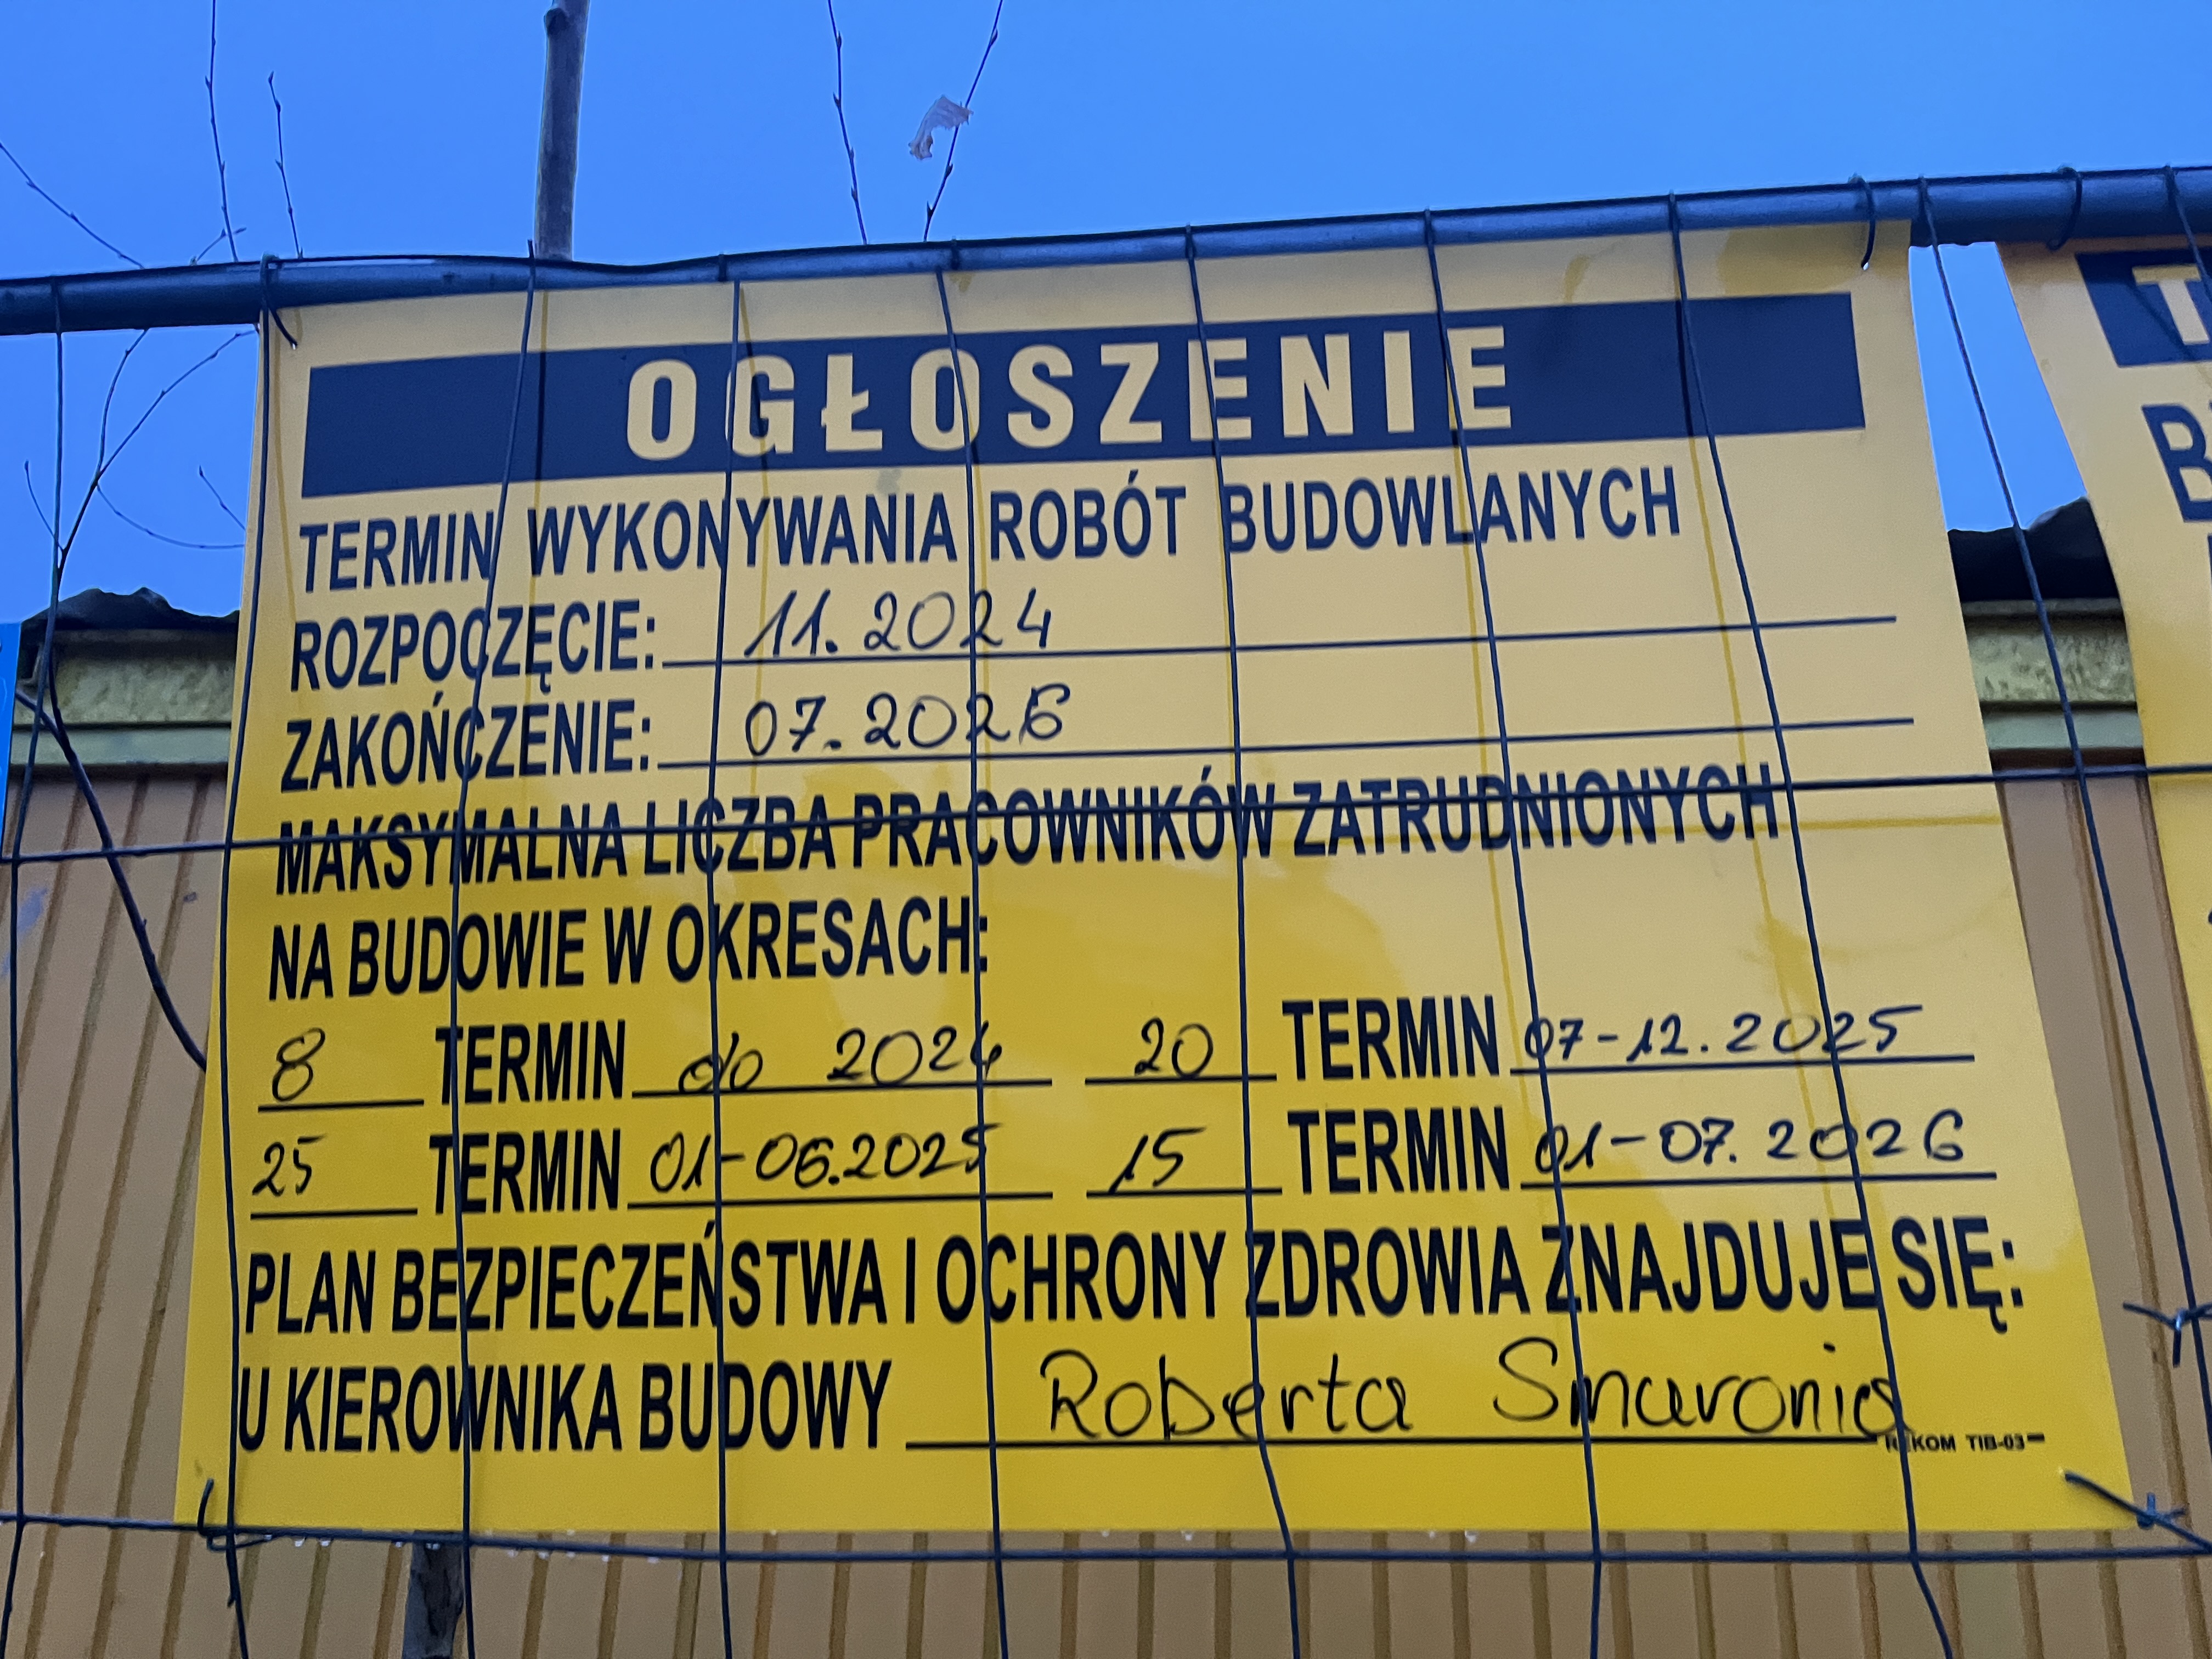 OGŁOSZENIE
TERMIN WYKONYWANIA ROBÓT BUDOWLANYCH
ROZPOCZĘCIE: 11.2024
ZAKOŃCZENIE: 07.2026
MAKSYMALNA LICZBA PRACOWNIKÓW ZATRUDNIONYCH
NA BUDOWIE W OKRESACH:
8 TERMIN do 2024 20 TERMIN 07-12.2025
25 TERMIN 01-06.2025 15 TERMIN 01-07.2026
PLAN BEZPIECZEŃSTWA I OCHRONY ZDROWIA ZNAJDUJE SIĘ:
U KIEROWNIKA BUDOWY Roberta Smaronia
REKOM TIB-03